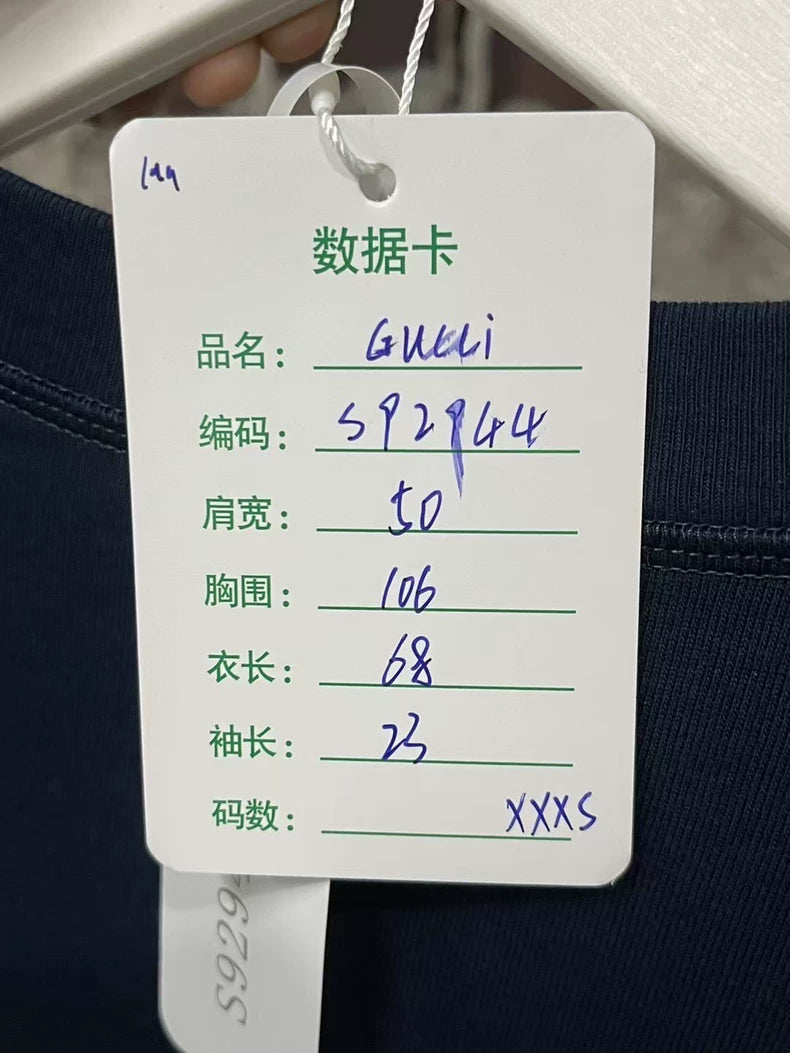 数据卡
品名： GUCCi
编码： S92944
肩宽： 50
胸围： 106
衣长： 68
袖长： 23
码数： XXXS
S9294